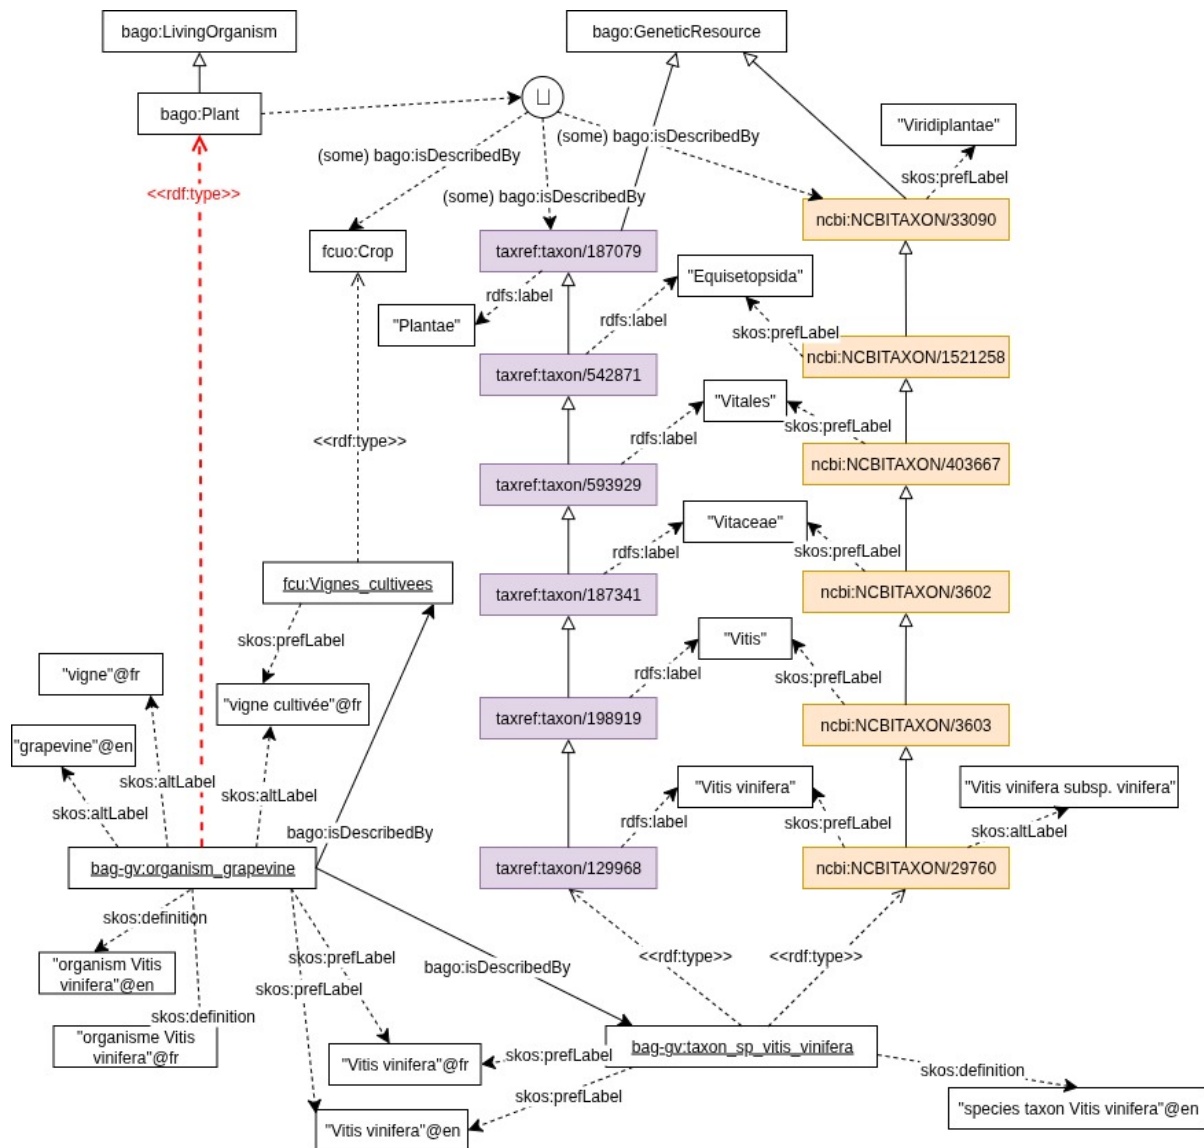 bago:LivingOrganism
bago:GeneticResource
bago:Plant
⊔
"Viridiplantae"
(some) bago:isDescribedBy
(some) bago:isDescribedBy
(some) bago:isDescribedBy
skos:prefLabel
<<rdf:type>>
ncbi:NCBITAXON/33090
fcuo:Crop
taxref:taxon/187079
"Equisetopsida"
rdfs:label
"Plantae"
rdfs:label
skos:prefLabel
ncbi:NCBITAXON/1521258
taxref:taxon/542871
"Vitales"
skos:prefLabel
<<rdf:type>>
rdfs:label
ncbi:NCBITAXON/403667
taxref:taxon/593929
"Vitaceae"
rdfs:label
skos:prefLabel
fcu:Vignes_cultivees
taxref:taxon/187341
ncbi:NCBITAXON/3602
skos:prefLabel
"Vitis"
"vigne"@fr
rdfs:label
skos:prefLabel
"vigne cultivée"@fr
taxref:taxon/198919
ncbi:NCBITAXON/3603
"grapevine"@en
skos:altLabel
"Vitis vinifera"
"Vitis vinifera subsp. vinifera"
skos:altLabel
skos:altLabel
rdfs:label
skos:prefLabel
skos:altLabel
bago:isDescribedBy
bag-gv:organism_grapevine
taxref:taxon/129968
ncbi:NCBITAXON/29760
skos:definition
skos:prefLabel
<<rdf:type>>
<<rdf:type>>
"organism Vitis
vinifera"@en
bago:isDescribedBy
skos:prefLabel
skos:definition
"organisme Vitis
vinifera"@fr
bag-gv:taxon_sp_vitis_vinifera
"Vitis vinifera"@fr
skos:prefLabel
skos:definition
skos:prefLabel
"species taxon Vitis vinifera"@en
"Vitis vinifera"@en